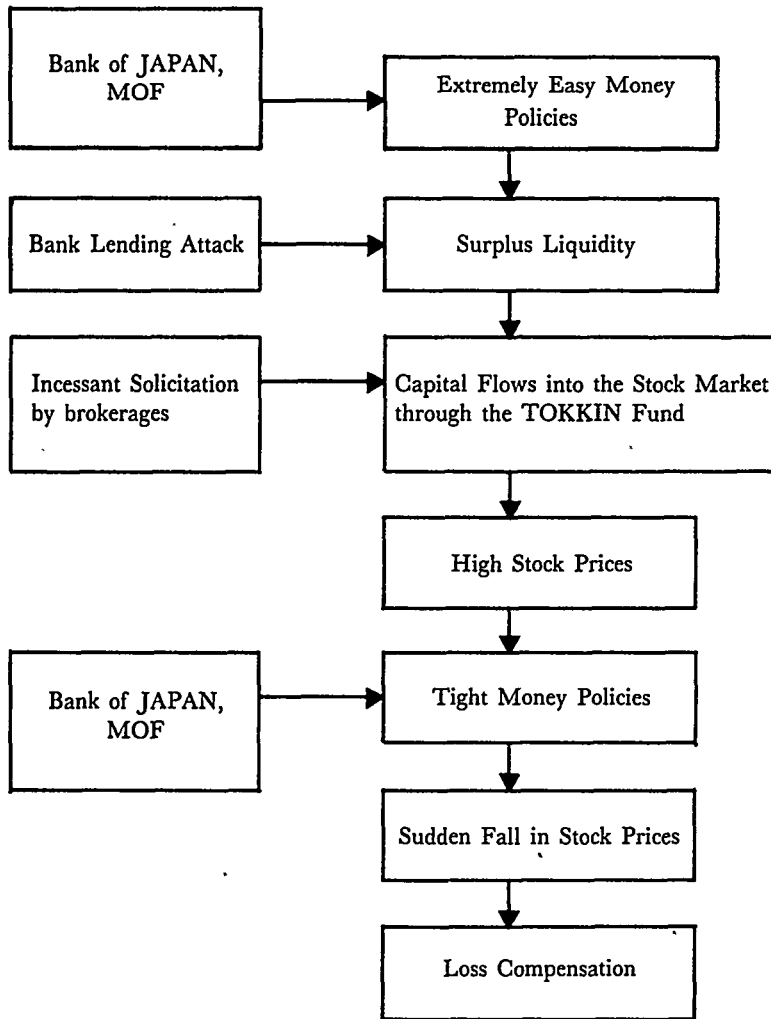 Bank of JAPAN,
MOF
Extremely Easy Money
Policies
Bank Lending Attack
Surplus Liquidity
Incessant Solicitation
by brokerages
Capital Flows into the Stock Market
through the TOKKIN Fund
High Stock Prices
Bank of JAPAN,
MOF
Tight Money Policies
Sudden Fall in Stock Prices
Loss Compensation